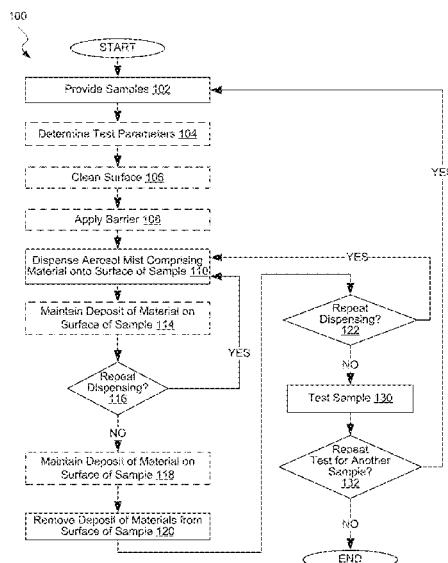 100
START
Provide Samples 102
Determine Test Parameters 104
Clean Surface 106
Apply Barrier 108
Dispense Aerosol Mist Comprising
Material onto Surface of Sample 110
Maintain Deposit of Material on
Surface of Sample 114
Repeat
Dispensing?
116
YES
NO
Maintain Deposit of Material on
Surface of Sample 118
Remove Deposit of Materials from
Surface of Sample 120
YES
Repeat
Dispensing?
122
NO
Test Sample 130
Repeat
Test for Another
Sample?
132
YES
NO
END